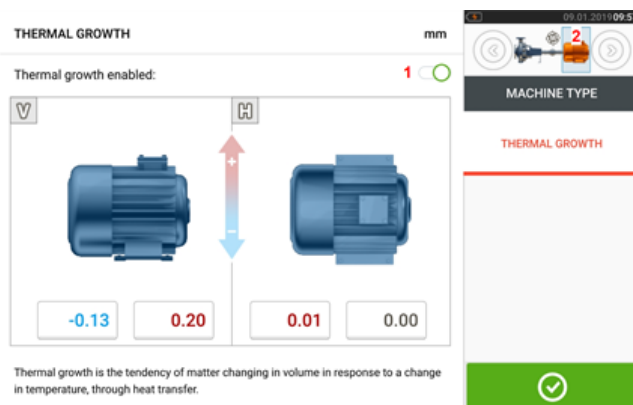 THERMAL GROWTH mm
Thermal growth enabled: 1
V H
+
-
-0.13 0.20 0.01 0.00
Thermal growth is the tendency of matter changing in volume in response to a change
in temperature, through heat transfer.
09.01.2019 09:5
2
MACHINE TYPE
THERMAL GROWTH